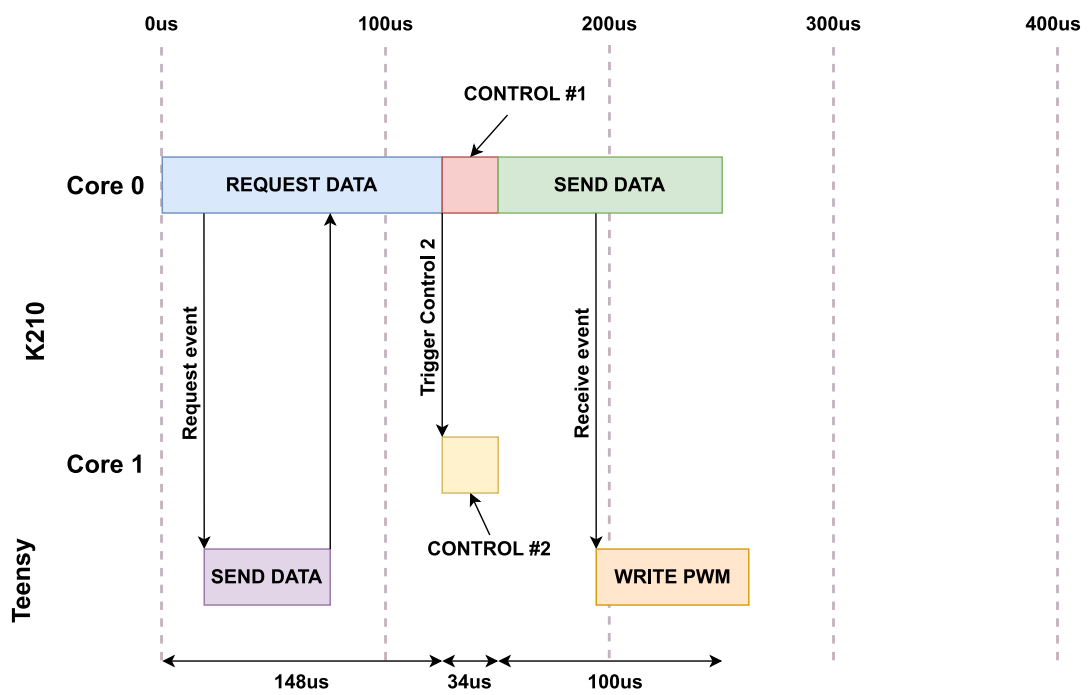 0us
100us
200us
300us
400us
CONTROL #1
Core 0
REQUEST DATA
SEND DATA
K210
Request event
Trigger Control 2
Receive event
Core 1
CONTROL #2
Teensy
SEND DATA
WRITE PWM
148us
34us
100us